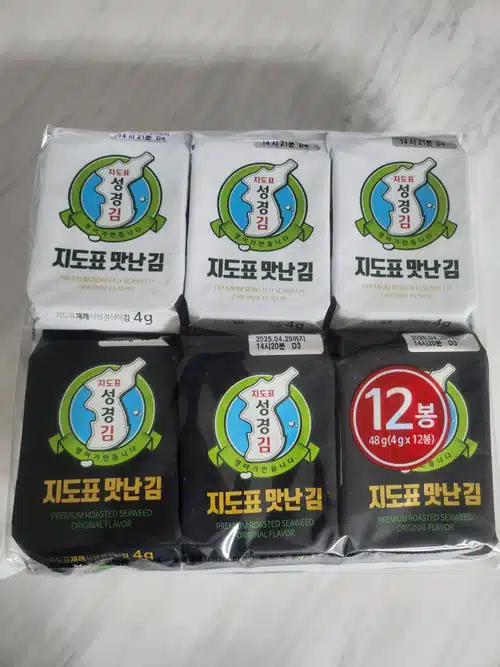 14시21분 D4
14시21분 D4
14시21분 D4
지도표
성경김
지도표 맛난김
PREMIUM ROASTED SEAWEED
ORIGINAL FLAVOR
4g
지도표
성경김
지도표 맛난김
PREMIUM ROASTED SEAWEED
ORIGINAL FLAVOR
4g
지도표
성경김
지도표 맛난김
PREMIUM ROASTED SEAWEED
ORIGINAL FLAVOR
4g
2025.04.29까지
14시20분 D3
2025.04.29
14시20분 D3
지도표
성경김
지도표 맛난김
PREMIUM ROASTED SEAWEED
ORIGINAL FLAVOR
4g
지도표
성경김
지도표 맛난김
PREMIUM ROASTED SEAWEED
ORIGINAL FLAVOR
12봉
48g(4g x 12봉)
지도표 맛난김
PREMIUM ROASTED SEAWEED
ORIGINAL FLAVOR